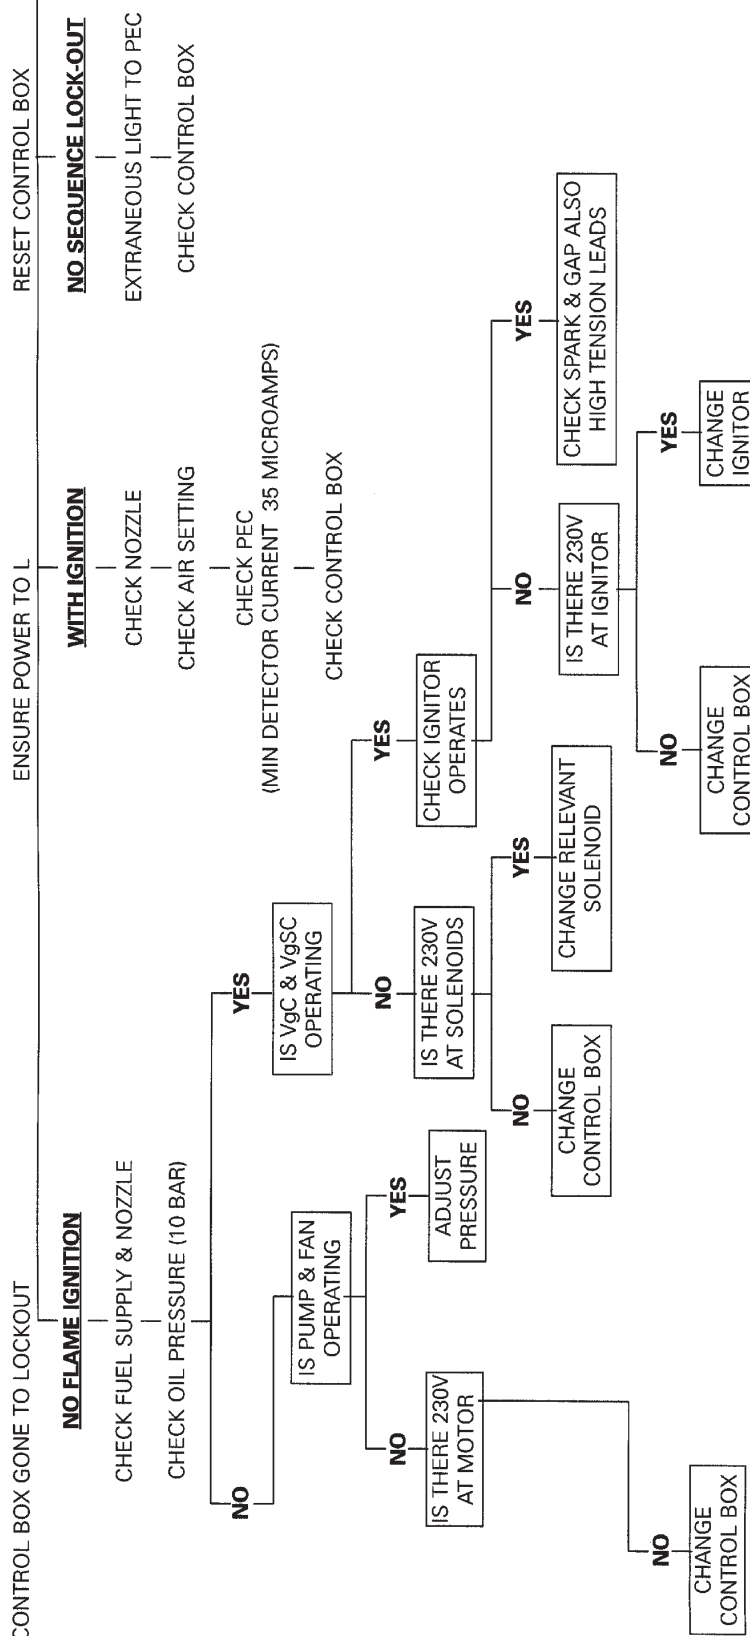 CONTROL BOX GONE TO LOCKOUT
ENSURE POWER TO L
RESET CONTROL BOX
NO FLAME IGNITION
CHECK FUEL SUPPLY & NOZZLE
CHECK OIL PRESSURE (10 BAR)
NO
YES
IS PUMP & FAN
OPERATING
NO
YES
IS THERE 230V
AT MOTOR
ADJUST
PRESSURE
NO
CHANGE
CONTROL BOX
IS VgC & VgSC
OPERATING
NO
YES
IS THERE 230V
AT SOLENOIDS
NO
YES
CHANGE
CONTROL BOX
CHANGE RELEVANT
SOLENOID
CHECK IGNITOR
OPERATES
NO
YES
IS THERE 230V
AT IGNITOR
CHECK SPARK & GAP ALSO
HIGH TENSION LEADS
NO
YES
CHANGE
CONTROL BOX
CHANGE
IGNITOR
WITH IGNITION
CHECK NOZZLE
CHECK AIR SETTING
CHECK PEC
(MIN DETECTOR CURRENT 35 MICROAMPS)
CHECK CONTROL BOX
NO SEQUENCE LOCK-OUT
EXTRANEOUS LIGHT TO PEC
CHECK CONTROL BOX